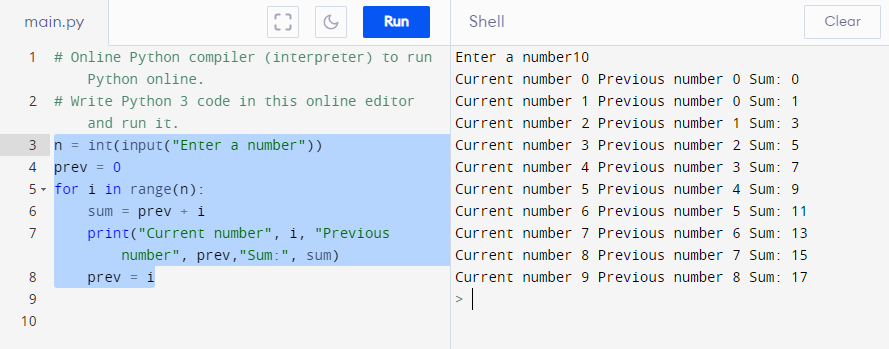 main.py
Run
Shell
Clear
1 # Online Python compiler (interpreter) to run
Python online.
2 # Write Python 3 code in this online editor
and run it.
3 n = int(input("Enter a number"))
4 prev = 0
5 for i in range(n):
6 sum = prev + i
7 print("Current number", i, "Previous
number", prev,"Sum:", sum)
8 prev = i
9
10
Enter a number10
Current number 0 Previous number 0 Sum: 0
Current number 1 Previous number 0 Sum: 1
Current number 2 Previous number 1 Sum: 3
Current number 3 Previous number 2 Sum: 5
Current number 4 Previous number 3 Sum: 7
Current number 5 Previous number 4 Sum: 9
Current number 6 Previous number 5 Sum: 11
Current number 7 Previous number 6 Sum: 13
Current number 8 Previous number 7 Sum: 15
Current number 9 Previous number 8 Sum: 17
>